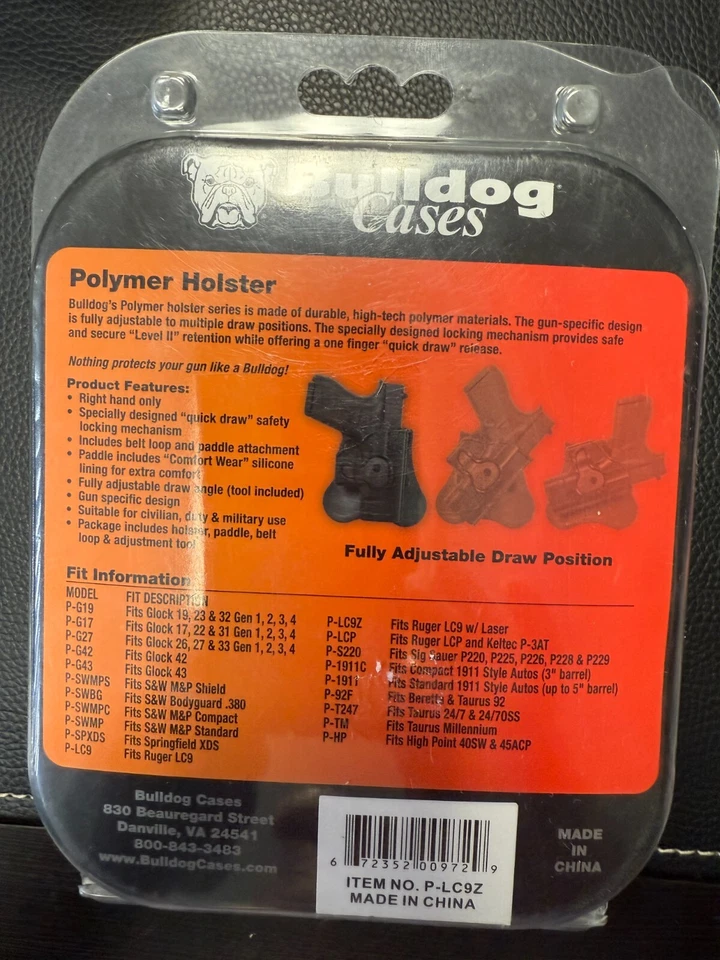 Bulldog
Cases
Polymer Holster
Bulldog's Polymer holster series is made of durable, high-tech polymer materials. The gun-specific design
is fully adjustable to multiple draw positions. The specially designed locking mechanism provides safe
and secure "Level II" retention while offering a one finger "quick draw" release.
Nothing protects your gun like a Bulldog!
Product Features:
• Right hand only
• Specially designed "quick draw" safety
locking mechanism
• Includes belt loop and paddle attachment
• Paddle includes "Comfort Wear" silicone
lining for extra comfort
• Fully adjustable draw angle (tool included)
• Gun specific design
• Suitable for civilian, duty & military use
• Package includes holster, paddle, belt
loop & adjustment tool
Fully Adjustable Draw Position
Fit Information
MODEL FIT DESCRIPTION
P-G19 Fits Glock 19, 23 & 32 Gen 1, 2, 3, 4
P-G17 Fits Glock 17, 22 & 31 Gen 1, 2, 3, 4
P-G27 Fits Glock 26, 27 & 33 Gen 1, 2, 3, 4
P-G42 Fits Glock 42
P-G43 Fits Glock 43
P-SWMPS Fits S&W M&P Shield
P-SWBG Fits S&W Bodyguard .380
P-SWMPC Fits S&W M&P Compact
P-SWMP Fits S&W M&P Standard
P-SPXDS Fits Springfield XDS
P-LC9 Fits Ruger LC9
P-LC9Z Fits Ruger LC9 w/ Laser
P-LCP Fits Ruger LCP and Keltec P-3AT
P-S220 Fits Sig Sauer P220, P225, P226, P228 & P229
P-1911C Fits Compact 1911 Style Autos (3" barrel)
P-1911 Fits Standard 1911 Style Autos (up to 5" barrel)
P-92F Fits Beretta & Taurus 92
P-T247 Fits Taurus 24/7 & 24/70SS
P-TM Fits Taurus Millennium
P-HP Fits High Point 40SW & 45ACP
Bulldog Cases
830 Beauregard Street
Danville, VA 24541
800-843-3483
www.BulldogCases.com
6 72352 00972 9
ITEM NO. P-LC9Z
MADE IN CHINA
MADE
IN
CHINA